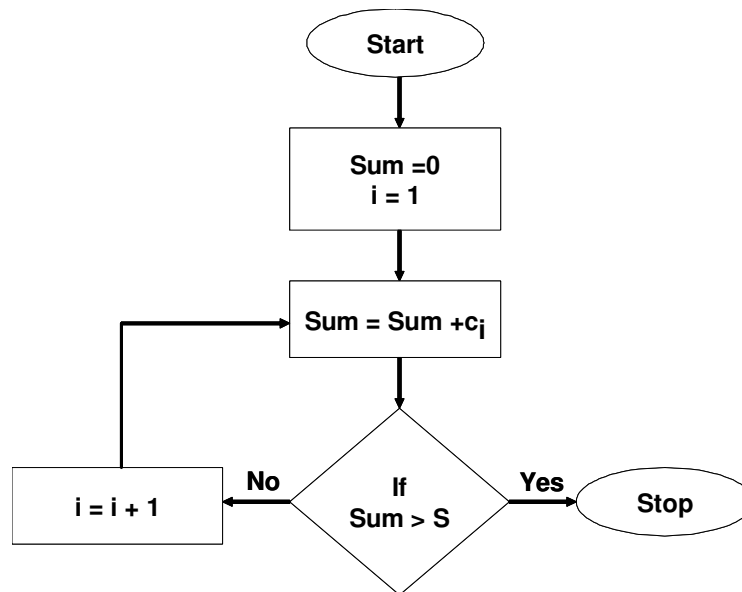 Start
Sum =0
i = 1
Sum = Sum +ci
No
If
Sum > S
Yes
i = i + 1
Stop